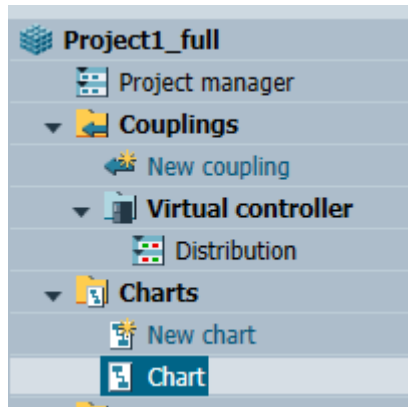 Project1_full
Project manager
Couplings
New coupling
Virtual controller
Distribution
Charts
New chart
Chart